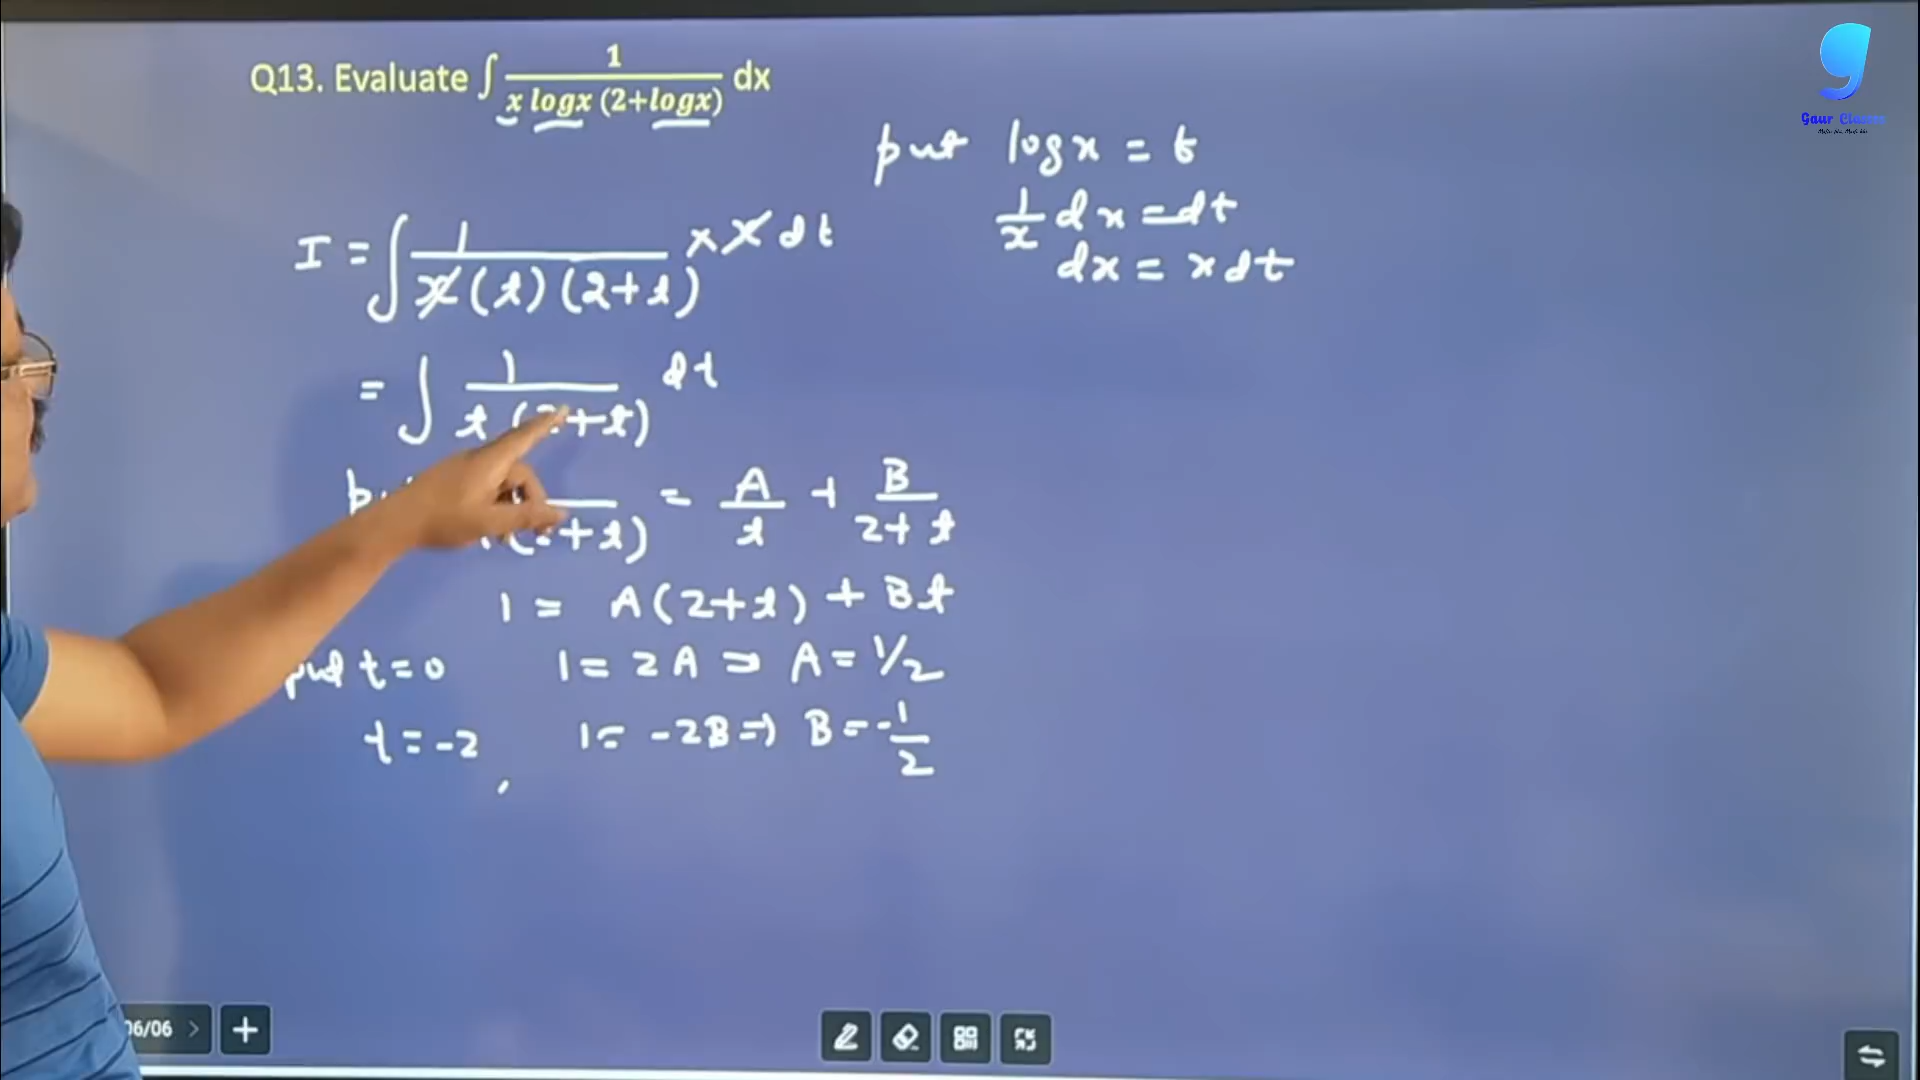 Q13. Evaluate ∫ 1 / x logx (2+logx) dx
put logx = t
1/x dx = dt
dx = x dt
I = ∫ 1 / x(t)(2+t) × x dt
= ∫ 1 / t(2+t) dt
(2+t) = A/t + B/2+t
1 = A(2+t) + Bt
put t=0 1 = 2A ⇒ A = 1/2
t = -2, 1 = -2B ⇒ B = -1/2
06/06
Gaur Classes